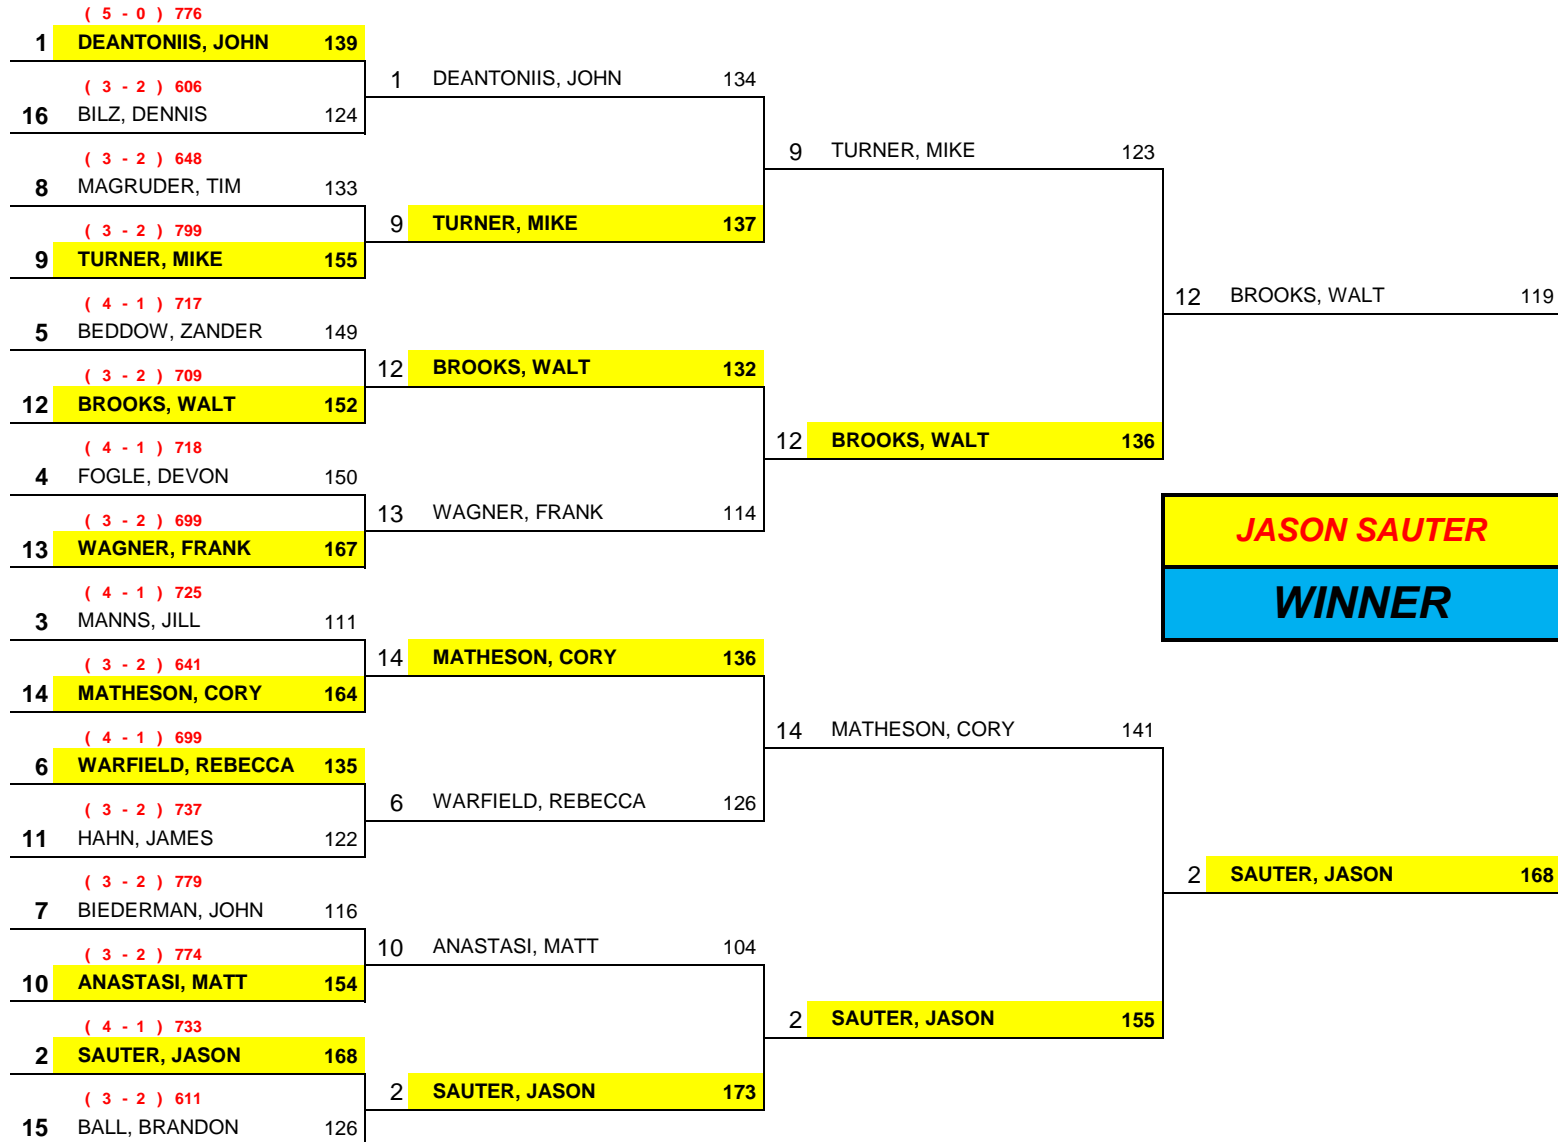 ( 5 - 0 ) 776
1 DEANTONIIS, JOHN 139
1 DEANTONIIS, JOHN 134
( 3 - 2 ) 606
16 BILZ, DENNIS 124
9 TURNER, MIKE 123
( 3 - 2 ) 648
8 MAGRUDER, TIM 133
9 TURNER, MIKE 137
( 3 - 2 ) 799
9 TURNER, MIKE 155
12 BROOKS, WALT 119
( 4 - 1 ) 717
5 BEDDOW, ZANDER 149
12 BROOKS, WALT 132
( 3 - 2 ) 709
12 BROOKS, WALT 152
12 BROOKS, WALT 136
( 4 - 1 ) 718
4 FOGLE, DEVON 150
13 WAGNER, FRANK 114
( 3 - 2 ) 699
13 WAGNER, FRANK 167
JASON SAUTER
WINNER
( 4 - 1 ) 725
3 MANNS, JILL 111
14 MATHESON, CORY 136
( 3 - 2 ) 641
14 MATHESON, CORY 164
14 MATHESON, CORY 141
( 4 - 1 ) 699
6 WARFIELD, REBECCA 135
6 WARFIELD, REBECCA 126
( 3 - 2 ) 737
11 HAHN, JAMES 122
2 SAUTER, JASON 168
( 3 - 2 ) 779
7 BIEDERMAN, JOHN 116
10 ANASTASI, MATT 104
( 3 - 2 ) 774
10 ANASTASI, MATT 154
2 SAUTER, JASON 155
( 4 - 1 ) 733
2 SAUTER, JASON 168
2 SAUTER, JASON 173
( 3 - 2 ) 611
15 BALL, BRANDON 126